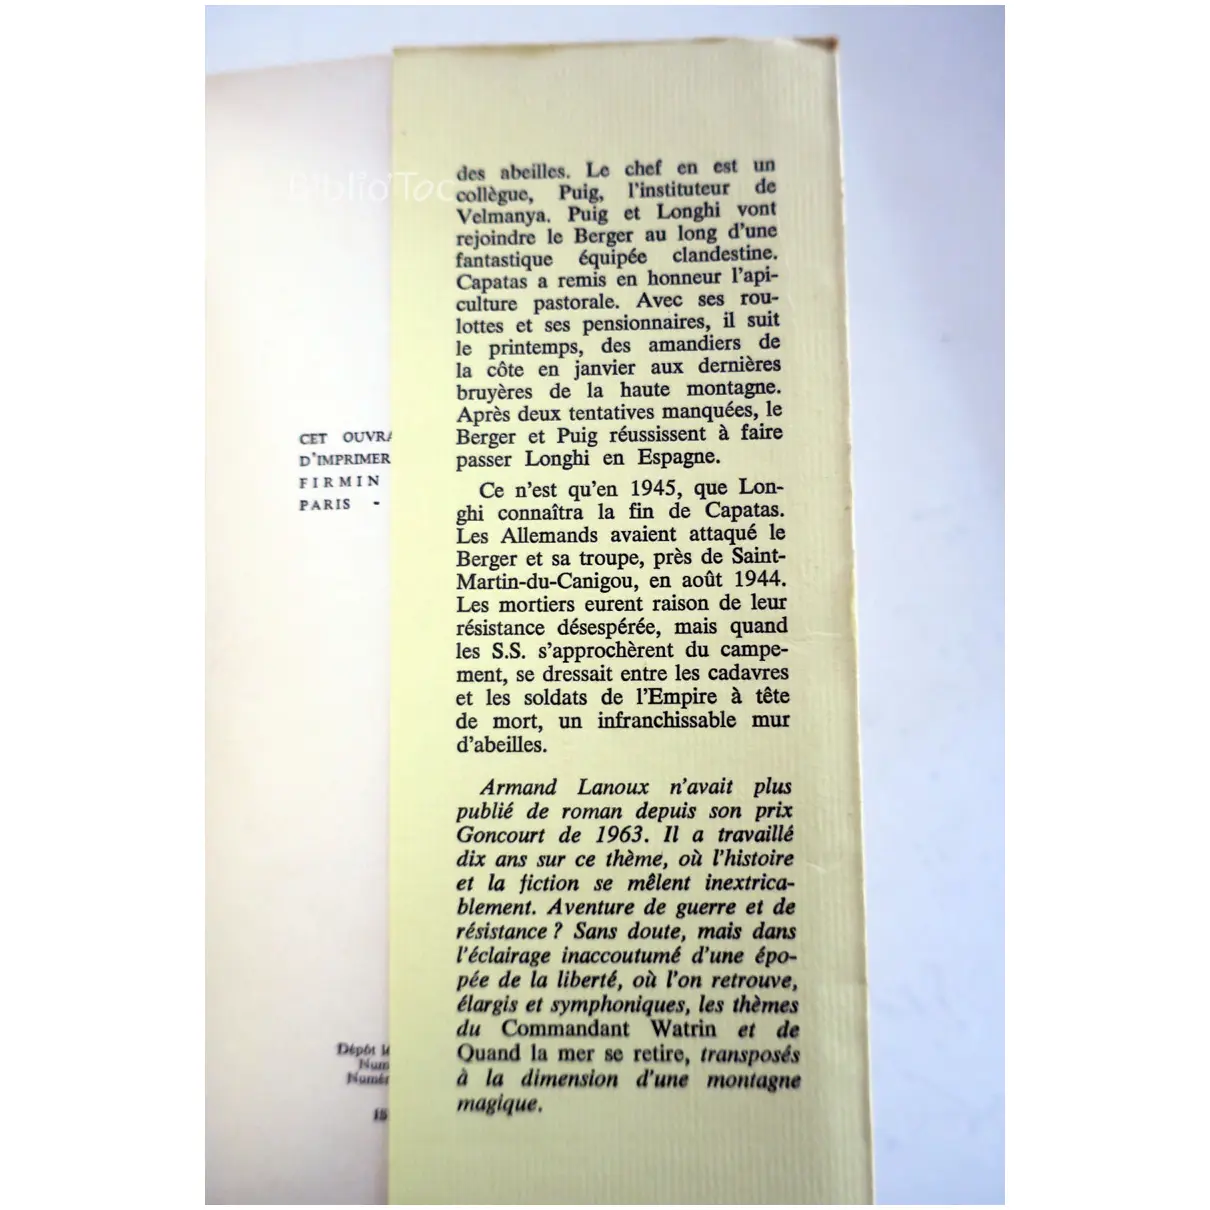 CET OUVRA
D'IMPRIMER
FIRMIN
PARIS -
Dépôt lé
Num
Numér
15
des abeilles. Le chef en est un
collègue, Puig, l'instituteur de
Velmanya. Puig et Longhi vont
rejoindre le Berger au long d'une
fantastique équipée clandestine.
Capatas a remis en honneur l'api-
culture pastorale. Avec ses rou-
lottes et ses pensionnaires, il suit
le printemps, des amandiers de
la côte en janvier aux dernières
bruyères de la haute montagne.
Après deux tentatives manquées, le
Berger et Puig réussissent à faire
passer Longhi en Espagne.
Ce n'est qu'en 1945, que Lon-
ghi connaîtra la fin de Capatas.
Les Allemands avaient attaqué le
Berger et sa troupe, près de Saint-
Martin-du-Canigou, en août 1944.
Les mortiers eurent raison de leur
résistance désespérée, mais quand
les S.S. s'approchèrent du campe-
ment, se dressait entre les cadavres
et les soldats de l'Empire à tête
de mort, un infranchissable mur
d'abeilles.
Armand Lanoux n'avait plus
publié de roman depuis son prix
Goncourt de 1963. Il a travaillé
dix ans sur ce thème, où l'histoire
et la fiction se mêlent inextrica-
blement. Aventure de guerre et de
résistance ? Sans doute, mais dans
l'éclairage inaccoutumé d'une épo-
pée de la liberté, où l'on retrouve,
élargis et symphoniques, les thèmes
du Commandant Watrin et de
Quand la mer se retire, transposés
à la dimension d'une montagne
magique.